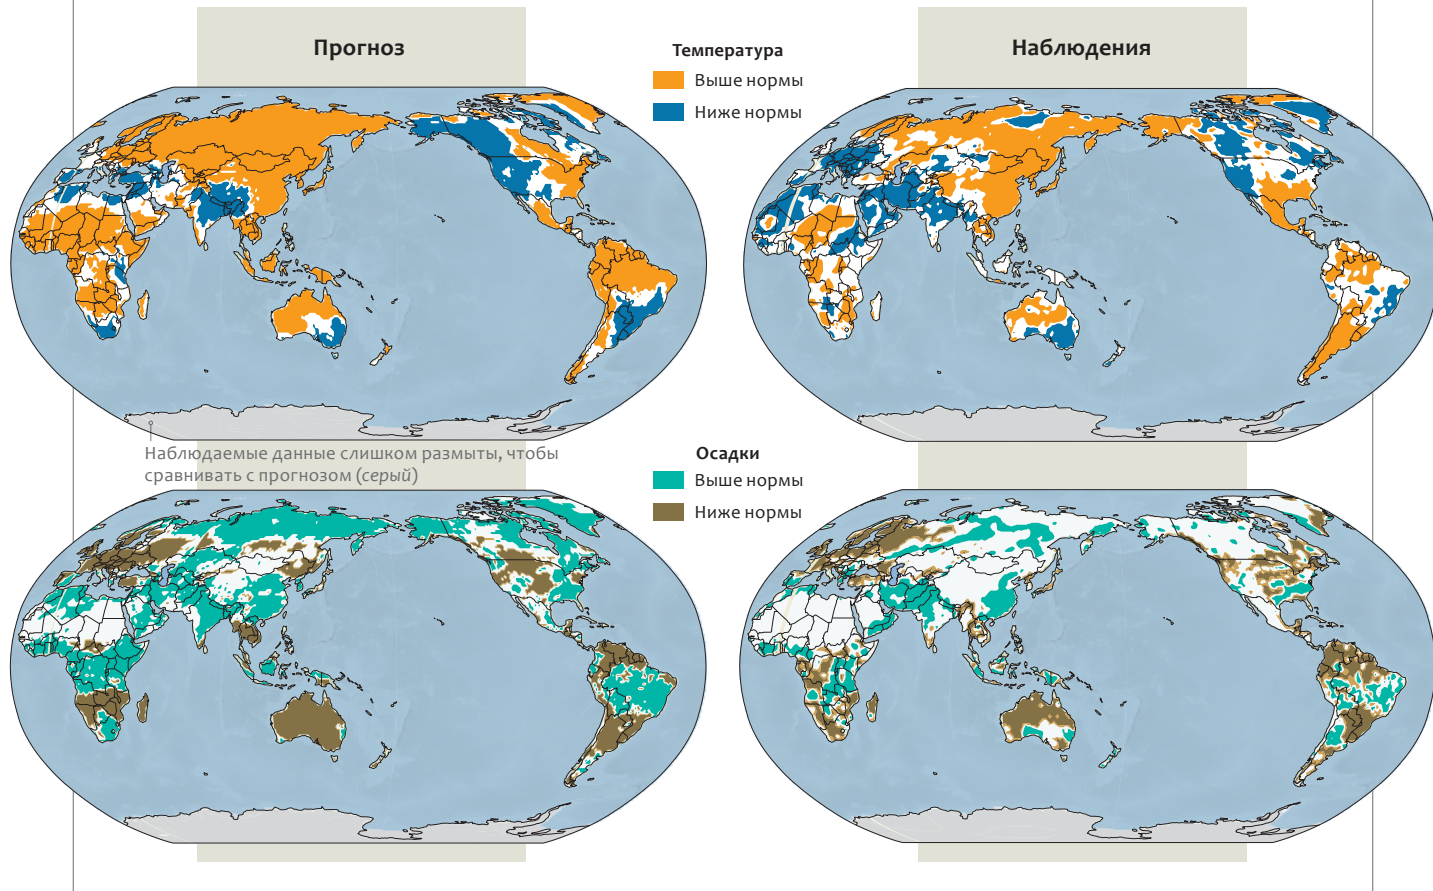 Прогноз
Температура
Выше нормы
Ниже нормы
Наблюдения
Наблюдаемые данные слишком размыты, чтобы
сравнивать с прогнозом (серый)
Осадки
Выше нормы
Ниже нормы